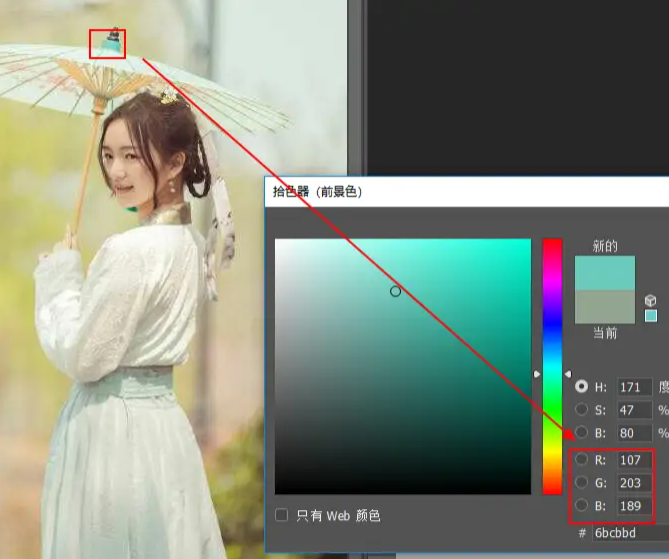 拾色器（前景色）
新的
当前
H: 171 度
S: 47 %
B: 80 %
R: 107
G: 203
B: 189
只有 Web 颜色
# 6bcbbd